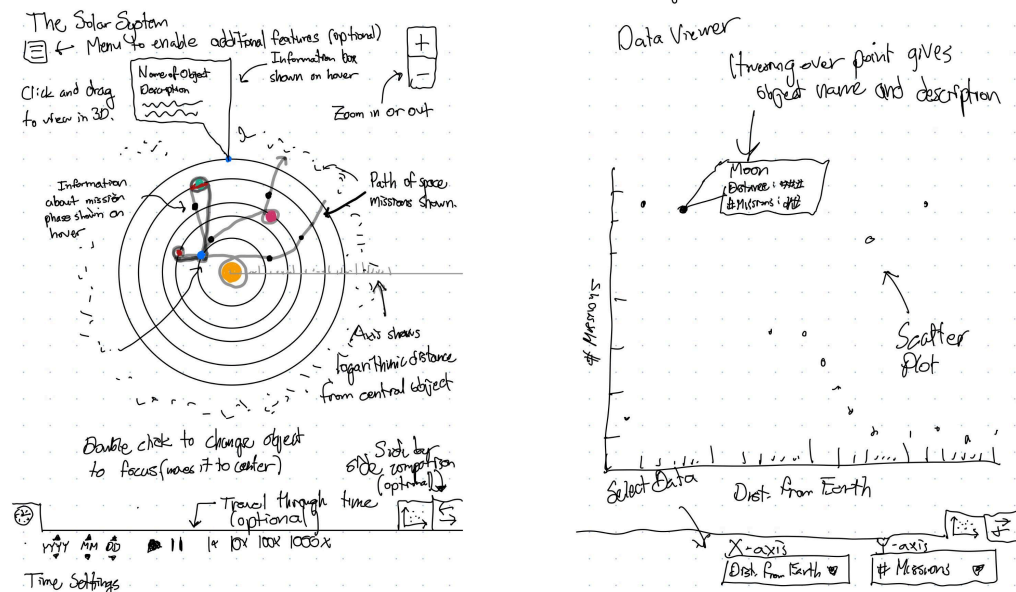 The Solar System
← Menu to enable additional features (optional)
+
-
Zoom in or out
Information box
shown on hover
Name of Object
Description
Click and drag
to view in 3D.
Information
about mission
phase shown on
hover
Path of space
missions shown.
Axis shows
logarithmic distance
from central object
Double click to change object
to focus (moves it to center)
Side by
side comparison
(optional)
Travel through time
(optional)
YYYY MM DD 1x 10x 100x 1000x
Time Settings
Data Viewer
Hovering over point gives
object name and description
Moon
Distance:
# Missions:
# Missions
Scatter
Plot
Select Data
Dist. from Earth
X-axis
Dist. from Earth
Y-axis
# Missions